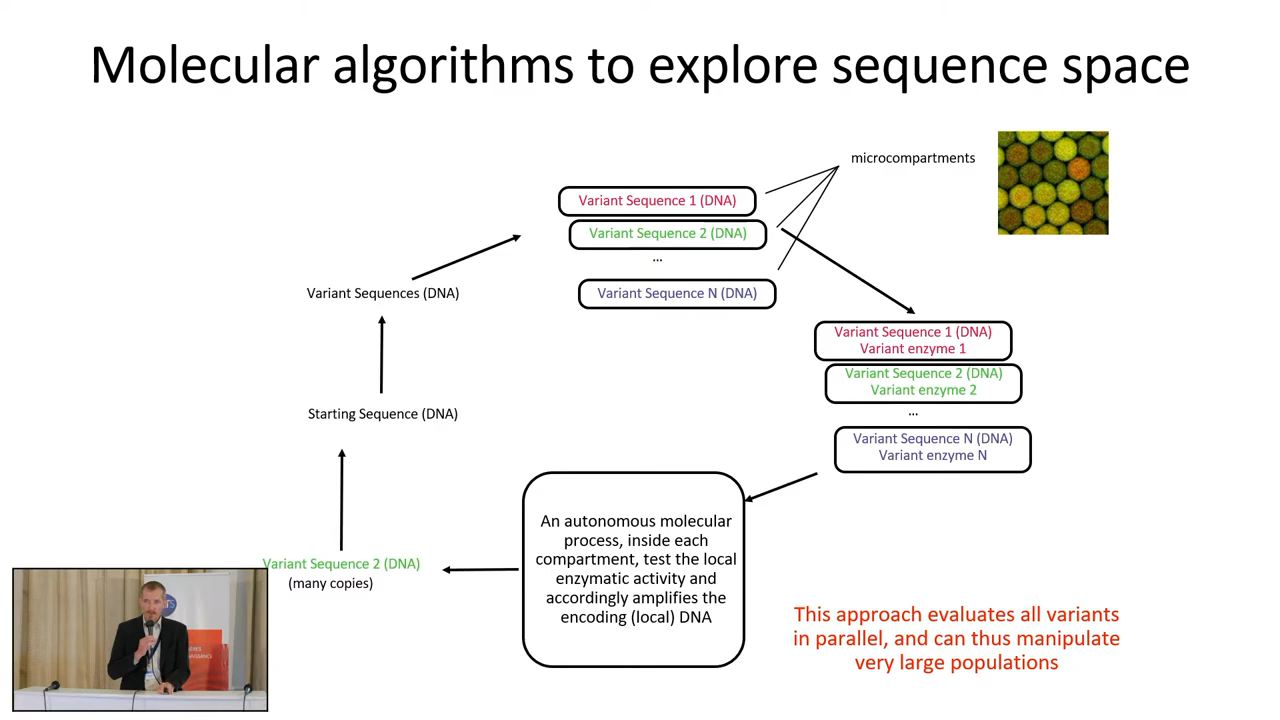 Molecular algorithms to explore sequence space
microcompartments
Variant Sequence 1 (DNA)
Variant Sequence 2 (DNA)
...
Variant Sequence N (DNA)
Variant Sequences (DNA)
Variant Sequence 1 (DNA)
Variant enzyme 1
Variant Sequence 2 (DNA)
Variant enzyme 2
...
Variant Sequence N (DNA)
Variant enzyme N
Starting Sequence (DNA)
An autonomous molecular
process, inside each
compartment, test the local
enzymatic activity and
accordingly amplifies the
encoding (local) DNA
Variant Sequence 2 (DNA)
(many copies)
This approach evaluates all variants
in parallel, and can thus manipulate
very large populations